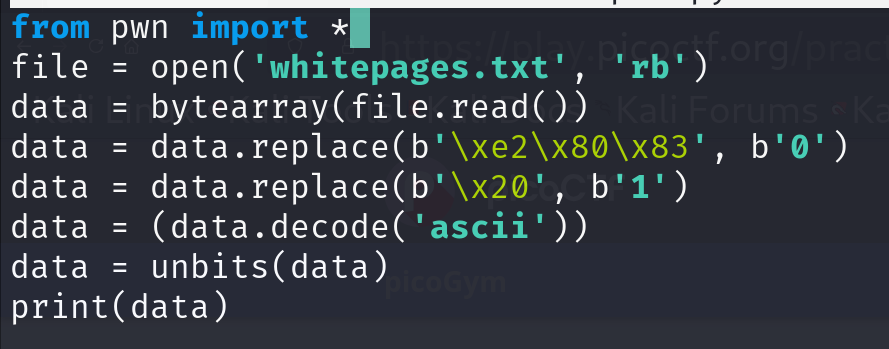 from pwn import *
file = open('whitepages.txt', 'rb')
data = bytearray(file.read())
data = data.replace(b'\xe2\x80\x83', b'0')
data = data.replace(b'\x20', b'1')
data = (data.decode('ascii'))
data = unbits(data)
picoGym
print(data)